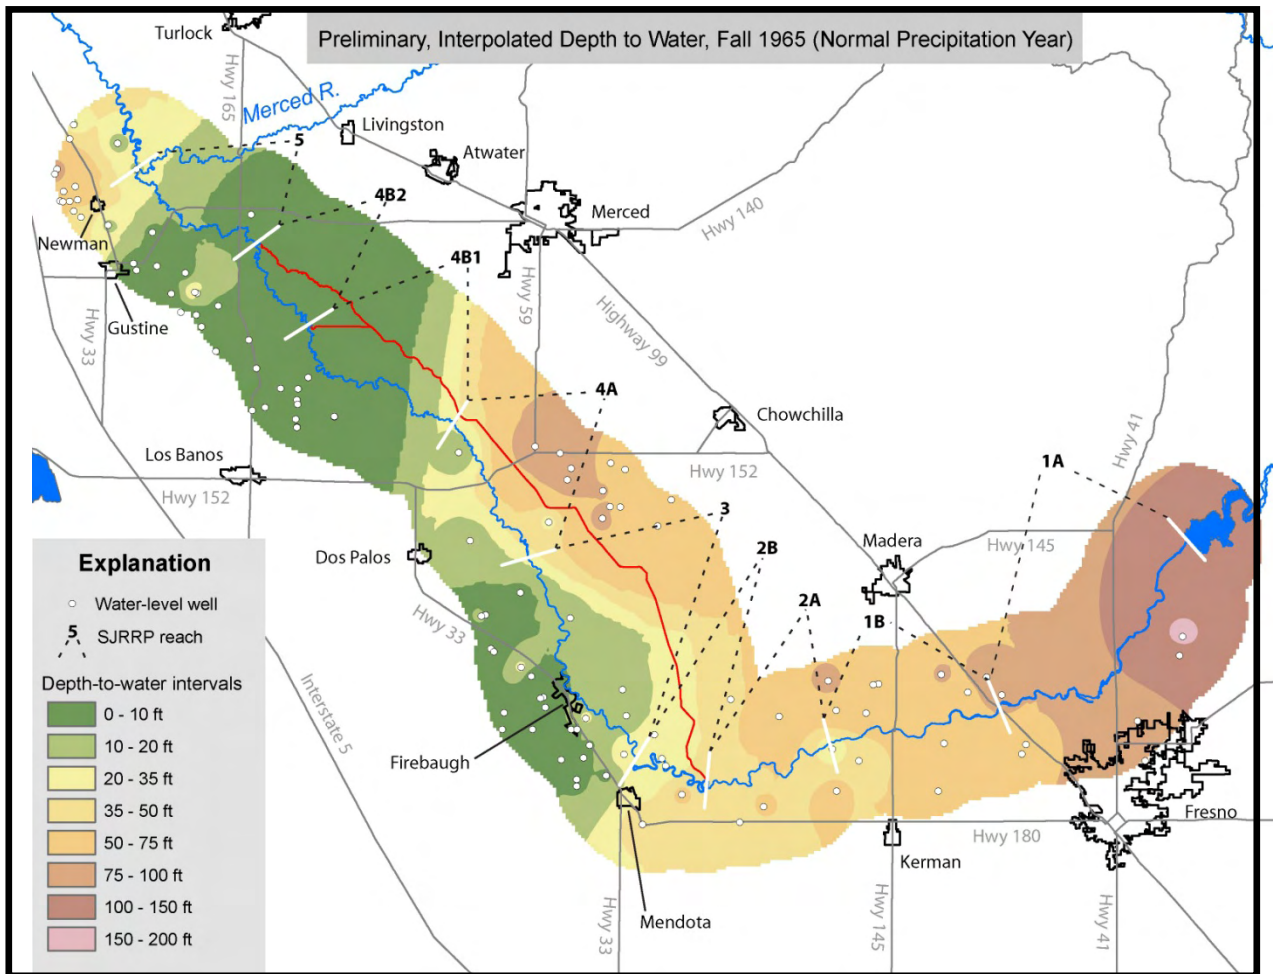 Preliminary, Interpolated Depth to Water, Fall 1965 (Normal Precipitation Year)
Turlock
Hwy 165
Merced R.
Livingston
Atwater
5
4B2
Merced
Hwy 140
Newman
4B1
Hwy 59
Highway 99
Gustine
Hwy 33
4A
Chowchilla
Hwy 41
Los Banos
Hwy 152
Hwy 152
1A
3
Madera
Hwy 145
2B
Dos Palos
2A
1B
Hwy 33
Interstate 5
Firebaugh
Fresno
Hwy 180
Kerman
Mendota
Hwy 33
Hwy 145
Hwy 41
Explanation
Water-level well
5
SJRRP reach
Depth-to-water intervals
0 - 10 ft
10 - 20 ft
20 - 35 ft
35 - 50 ft
50 - 75 ft
75 - 100 ft
100 - 150 ft
150 - 200 ft